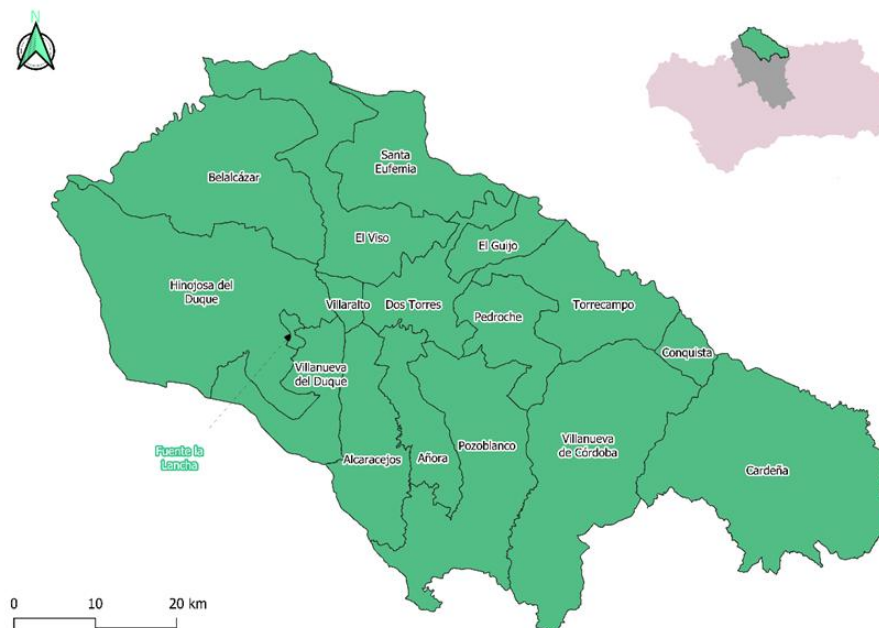 N
Santa
Eufemia
Belalcázar
El Viso
El Guijo
Hinojosa del
Duque
Villaralto
Dos Torres
Pedroche
Torrecampo
Conquista
Villanueva
del Duque
Fuente la
Lancha
Alcaracejos
Añora
Pozoblanco
Villanueva
de Córdoba
Cardeña
0 10 20 km